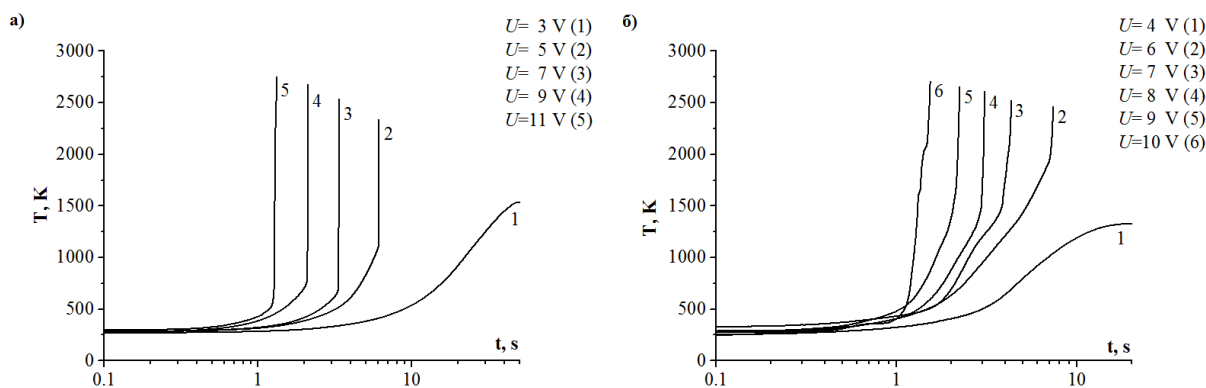 а)
U= 3 V (1)
U= 5 V (2)
U= 7 V (3)
U= 9 V (4)
U=11 V (5)
3000
2500
2000
1500
1000
500
0
T, K
5
4
3
2
1
t, s
0.1
1
10
б)
U= 4 V (1)
U= 6 V (2)
U= 7 V (3)
U= 8 V (4)
U= 9 V (5)
U=10 V (6)
3000
2500
2000
1500
1000
500
0
T, K
6
5
4
3
2
1
t, s
0.1
1
10